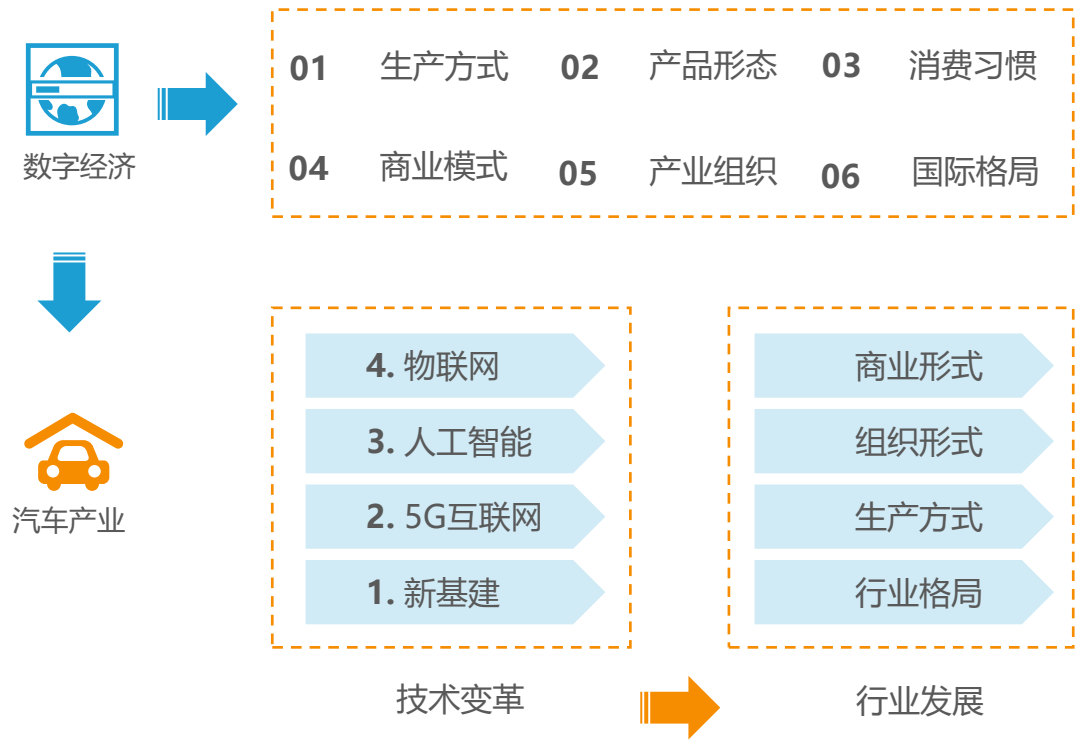 01 生产方式 02 产品形态 03 消费习惯
数字经济
04 商业模式 05 产业组织 06 国际格局
4. 物联网
3. 人工智能
2. 5G互联网
1. 新基建
商业形式
组织形式
生产方式
行业格局
汽车产业
技术变革
行业发展